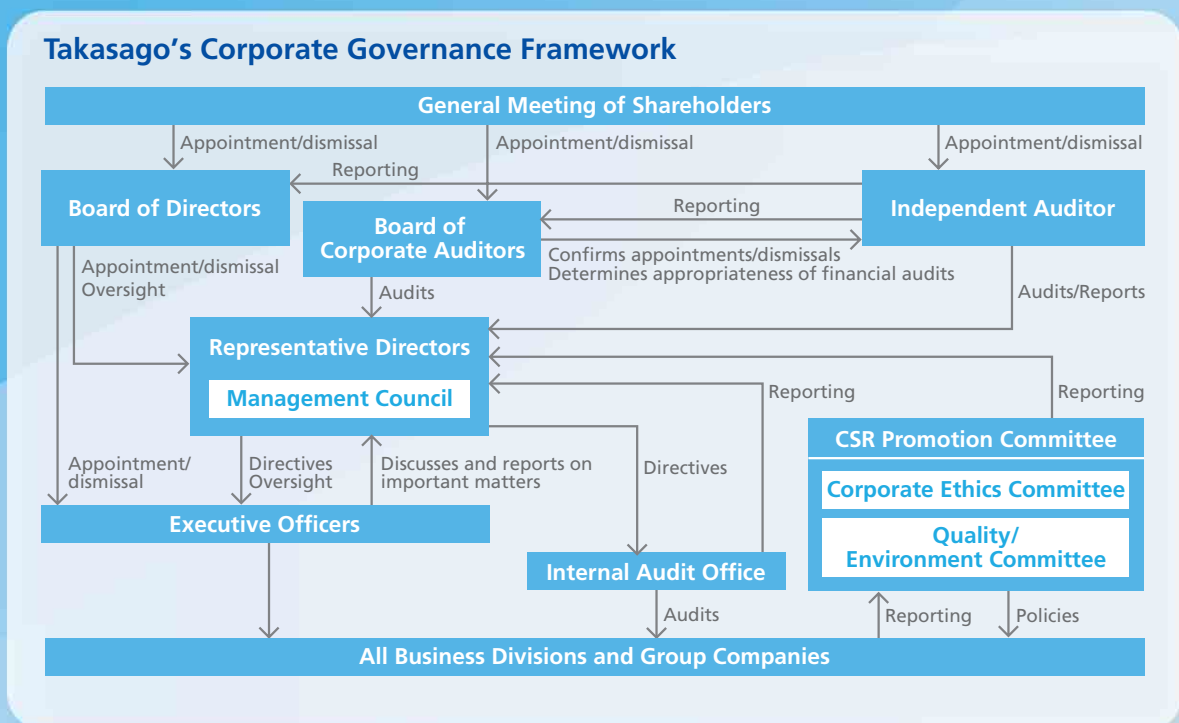 Takasago's Corporate Governance Framework
General Meeting of Shareholders
Appointment/dismissal
Appointment/dismissal
Appointment/dismissal
Reporting
Board of Directors
Board of
Corporate Auditors
Reporting
Independent Auditor
Confirms appointments/dismissals
Determines appropriateness of financial audits
Appointment/dismissal
Oversight
Audits
Audits/Reports
Representative Directors
Management Council
Reporting
Reporting
CSR Promotion Committee
Corporate Ethics Committee
Quality/
Environment Committee
Appointment/
dismissal
Directives
Oversight
Discusses and reports on
important matters
Directives
Executive Officers
Internal Audit Office
Audits
Reporting
Policies
All Business Divisions and Group Companies